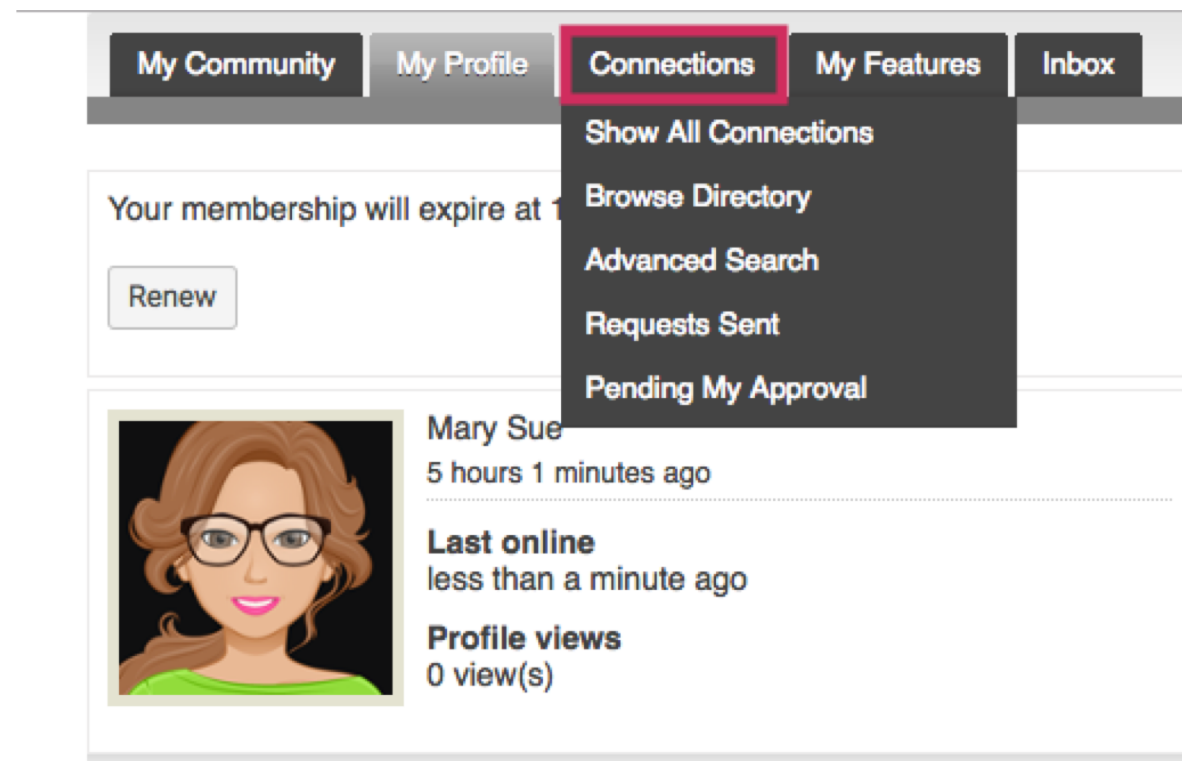 My Community My Profile Connections My Features Inbox
Show All Connections
Browse Directory
Advanced Search
Requests Sent
Pending My Approval
Your membership will expire at
Renew
Mary Sue
5 hours 1 minutes ago
Last online
less than a minute ago
Profile views
0 view(s)